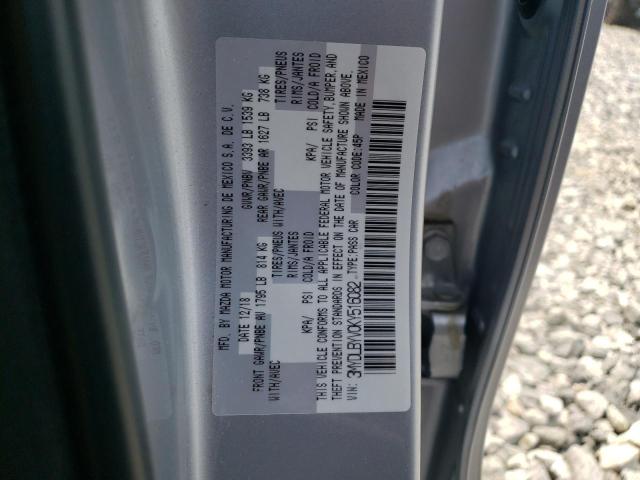 MFD. BY MAZDA MOTOR MANUFACTURING DE MEXICO S.A. DE C.V.
DATE 12/18 GVWR/PNBV 3393 LB 1539 KG
FRONT GAWR/PNBE AV 1795 LB 814 KG REAR GAWR/PNBE AR 1627 LB 738 KG
WITH/AVEC TIRES/PNEUS WITH/AVEC TIRES/PNEUS
RIMS/JANTES RIMS/JANTES
KPA/ PSI COLD/A FROID KPA/ PSI COLD/A FROID
THIS VEHICLE CONFORMS TO ALL APPLICABLE FEDERAL MOTOR VEHICLE SAFETY, BUMPER, AND
THEFT PREVENTION STANDARDS IN EFFECT ON THE DATE OF MANUFACTURE SHOWN ABOVE.
VIN: 3MYDLBYV0KY516082 TYPE:PASS CAR COLOR CODE:45P MADE IN MEXICO